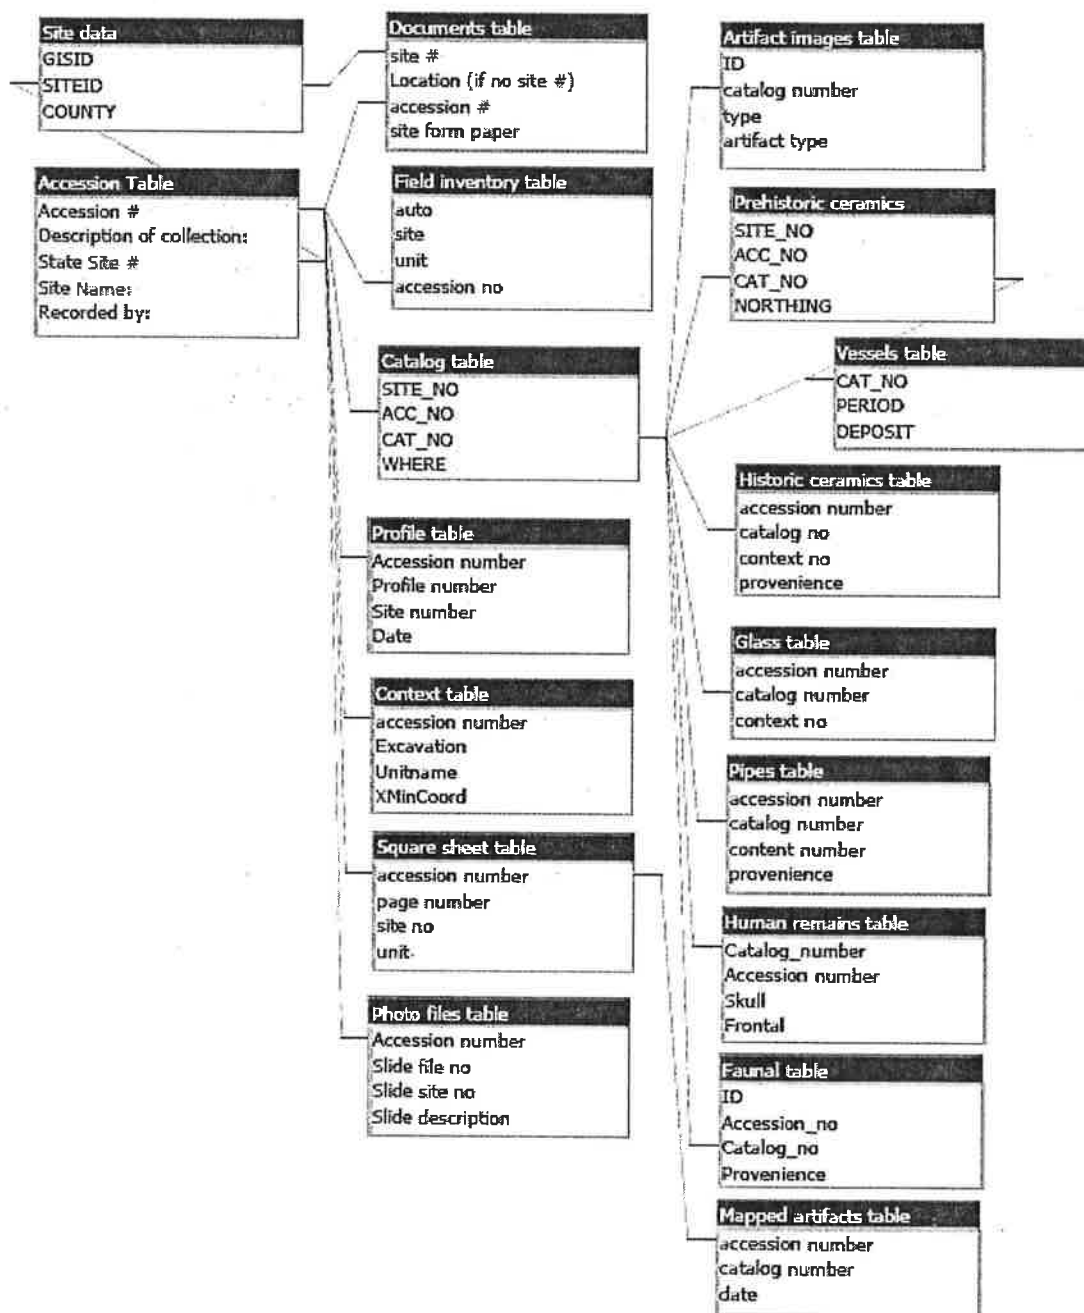 Site data
GISID
SITEID
COUNTY
Accession Table
Accession #
Description of collection:
State Site #
Site Name:
Recorded by:
Documents table
site #
Location (if no site #)
accession #
site form paper
Field inventory table
auto
site
unit
accession no
Catalog table
SITE_NO
ACC_NO
CAT_NO
WHERE
Profile table
Accession number
Profile number
Site number
Date
Context table
accession number
Excavation
Unitname
XMinCoord
Square sheet table
accession number
page number
site no
unit
Photo files table
Accession number
Slide file no
Slide site no
Slide description
Artifact images table
ID
catalog number
type
artifact type
Prehistoric ceramics
SITE_NO
ACC_NO
CAT_NO
NORTHING
Vessels table
CAT_NO
PERIOD
DEPOSIT
Historic ceramics table
accession number
catalog no
context no
provenience
Glass table
accession number
catalog number
context no
Pipes table
accession number
catalog number
content number
provenience
Human remains table
Catalog_number
Accession number
Skull
Frontal
Faunal table
ID
Accession_no
Catalog_no
Provenience
Mapped artifacts table
accession number
catalog number
date